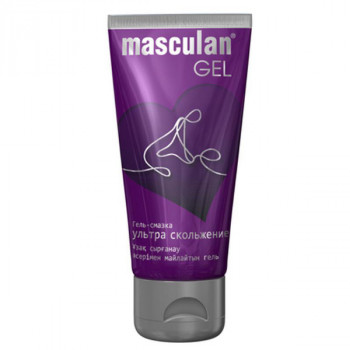 masculan®
GEL
Гель-смазка
ультра скольжение
Ұзақ сырғанау
әсерімен майлайтын гель